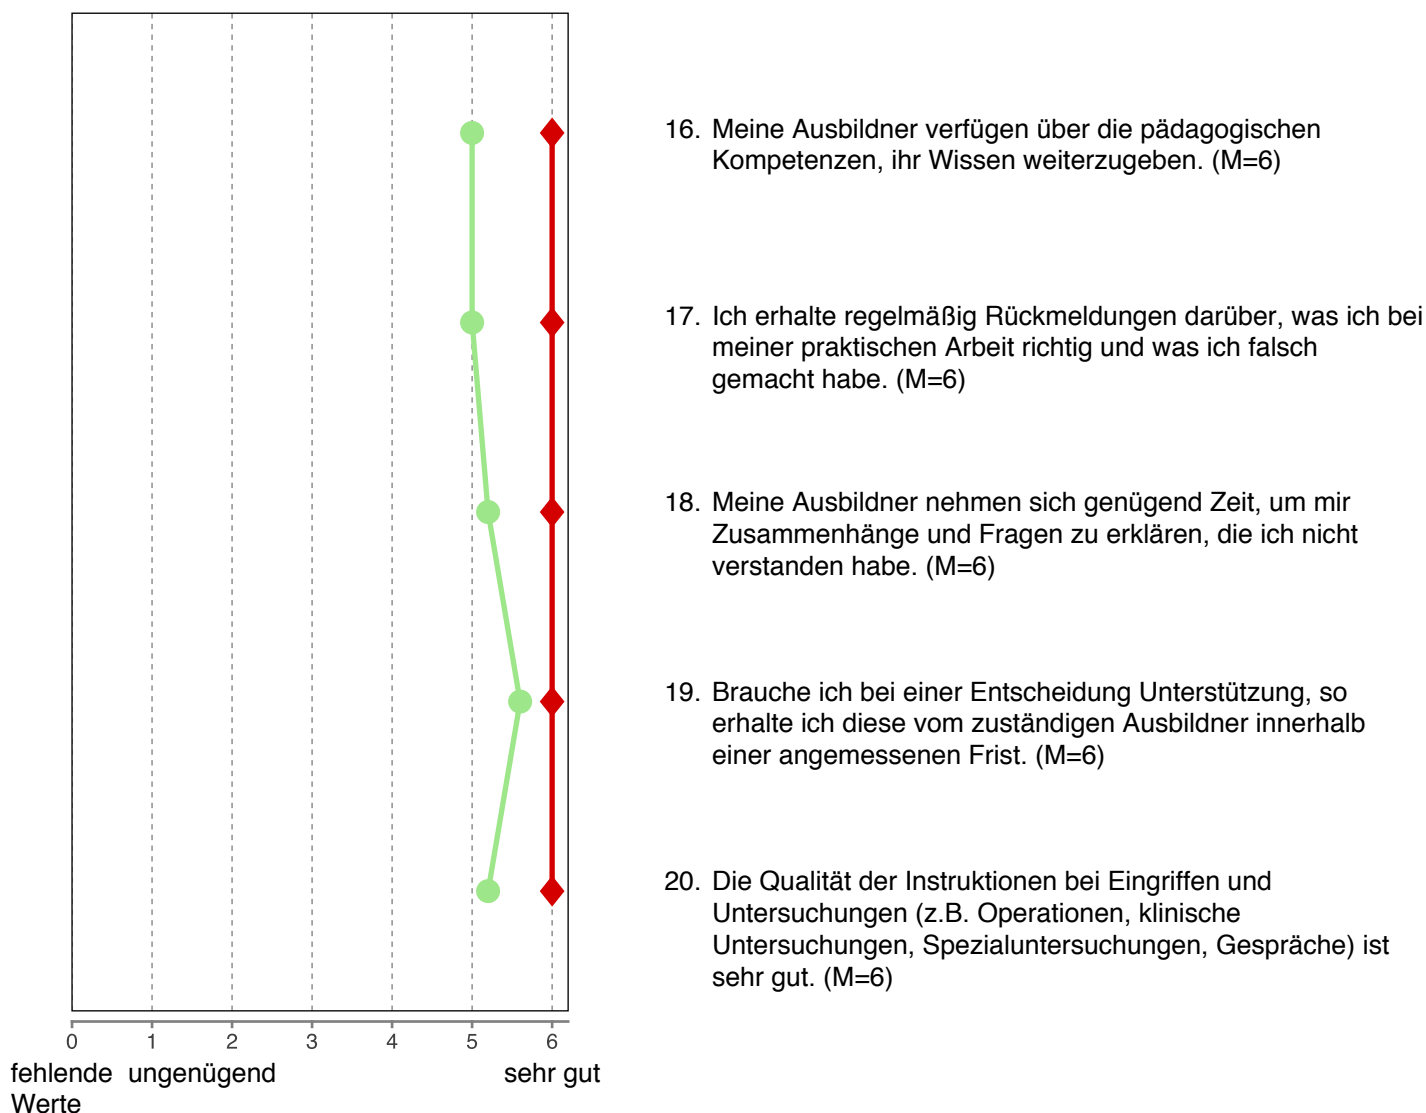 16. Meine Ausbildner verfügen über die pädagogischen
Kompetenzen, ihr Wissen weiterzugeben. (M=6)
17. Ich erhalte regelmäßig Rückmeldungen darüber, was ich bei
meiner praktischen Arbeit richtig und was ich falsch
gemacht habe. (M=6)
18. Meine Ausbildner nehmen sich genügend Zeit, um mir
Zusammenhänge und Fragen zu erklären, die ich nicht
verstanden habe. (M=6)
19. Brauche ich bei einer Entscheidung Unterstützung, so
erhalte ich diese vom zuständigen Ausbildner innerhalb
einer angemessenen Frist. (M=6)
20. Die Qualität der Instruktionen bei Eingriffen und
Untersuchungen (z.B. Operationen, klinische
Untersuchungen, Spezialuntersuchungen, Gespräche) ist
sehr gut. (M=6)
0 1 2 3 4 5 6
fehlende ungenügend sehr gut
Werte